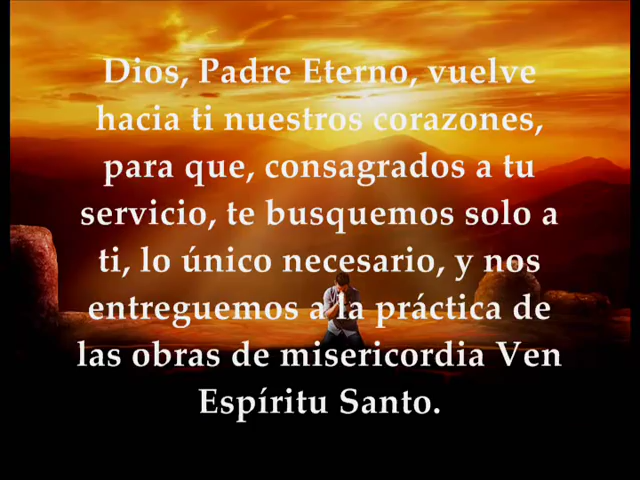 Dios, Padre Eterno, vuelve
hacia ti nuestros corazones,
para que, consagrados a tu
servicio, te busquemos solo a
ti, lo único necesario, y nos
entreguemos a la práctica de
las obras de misericordia Ven
Espíritu Santo.